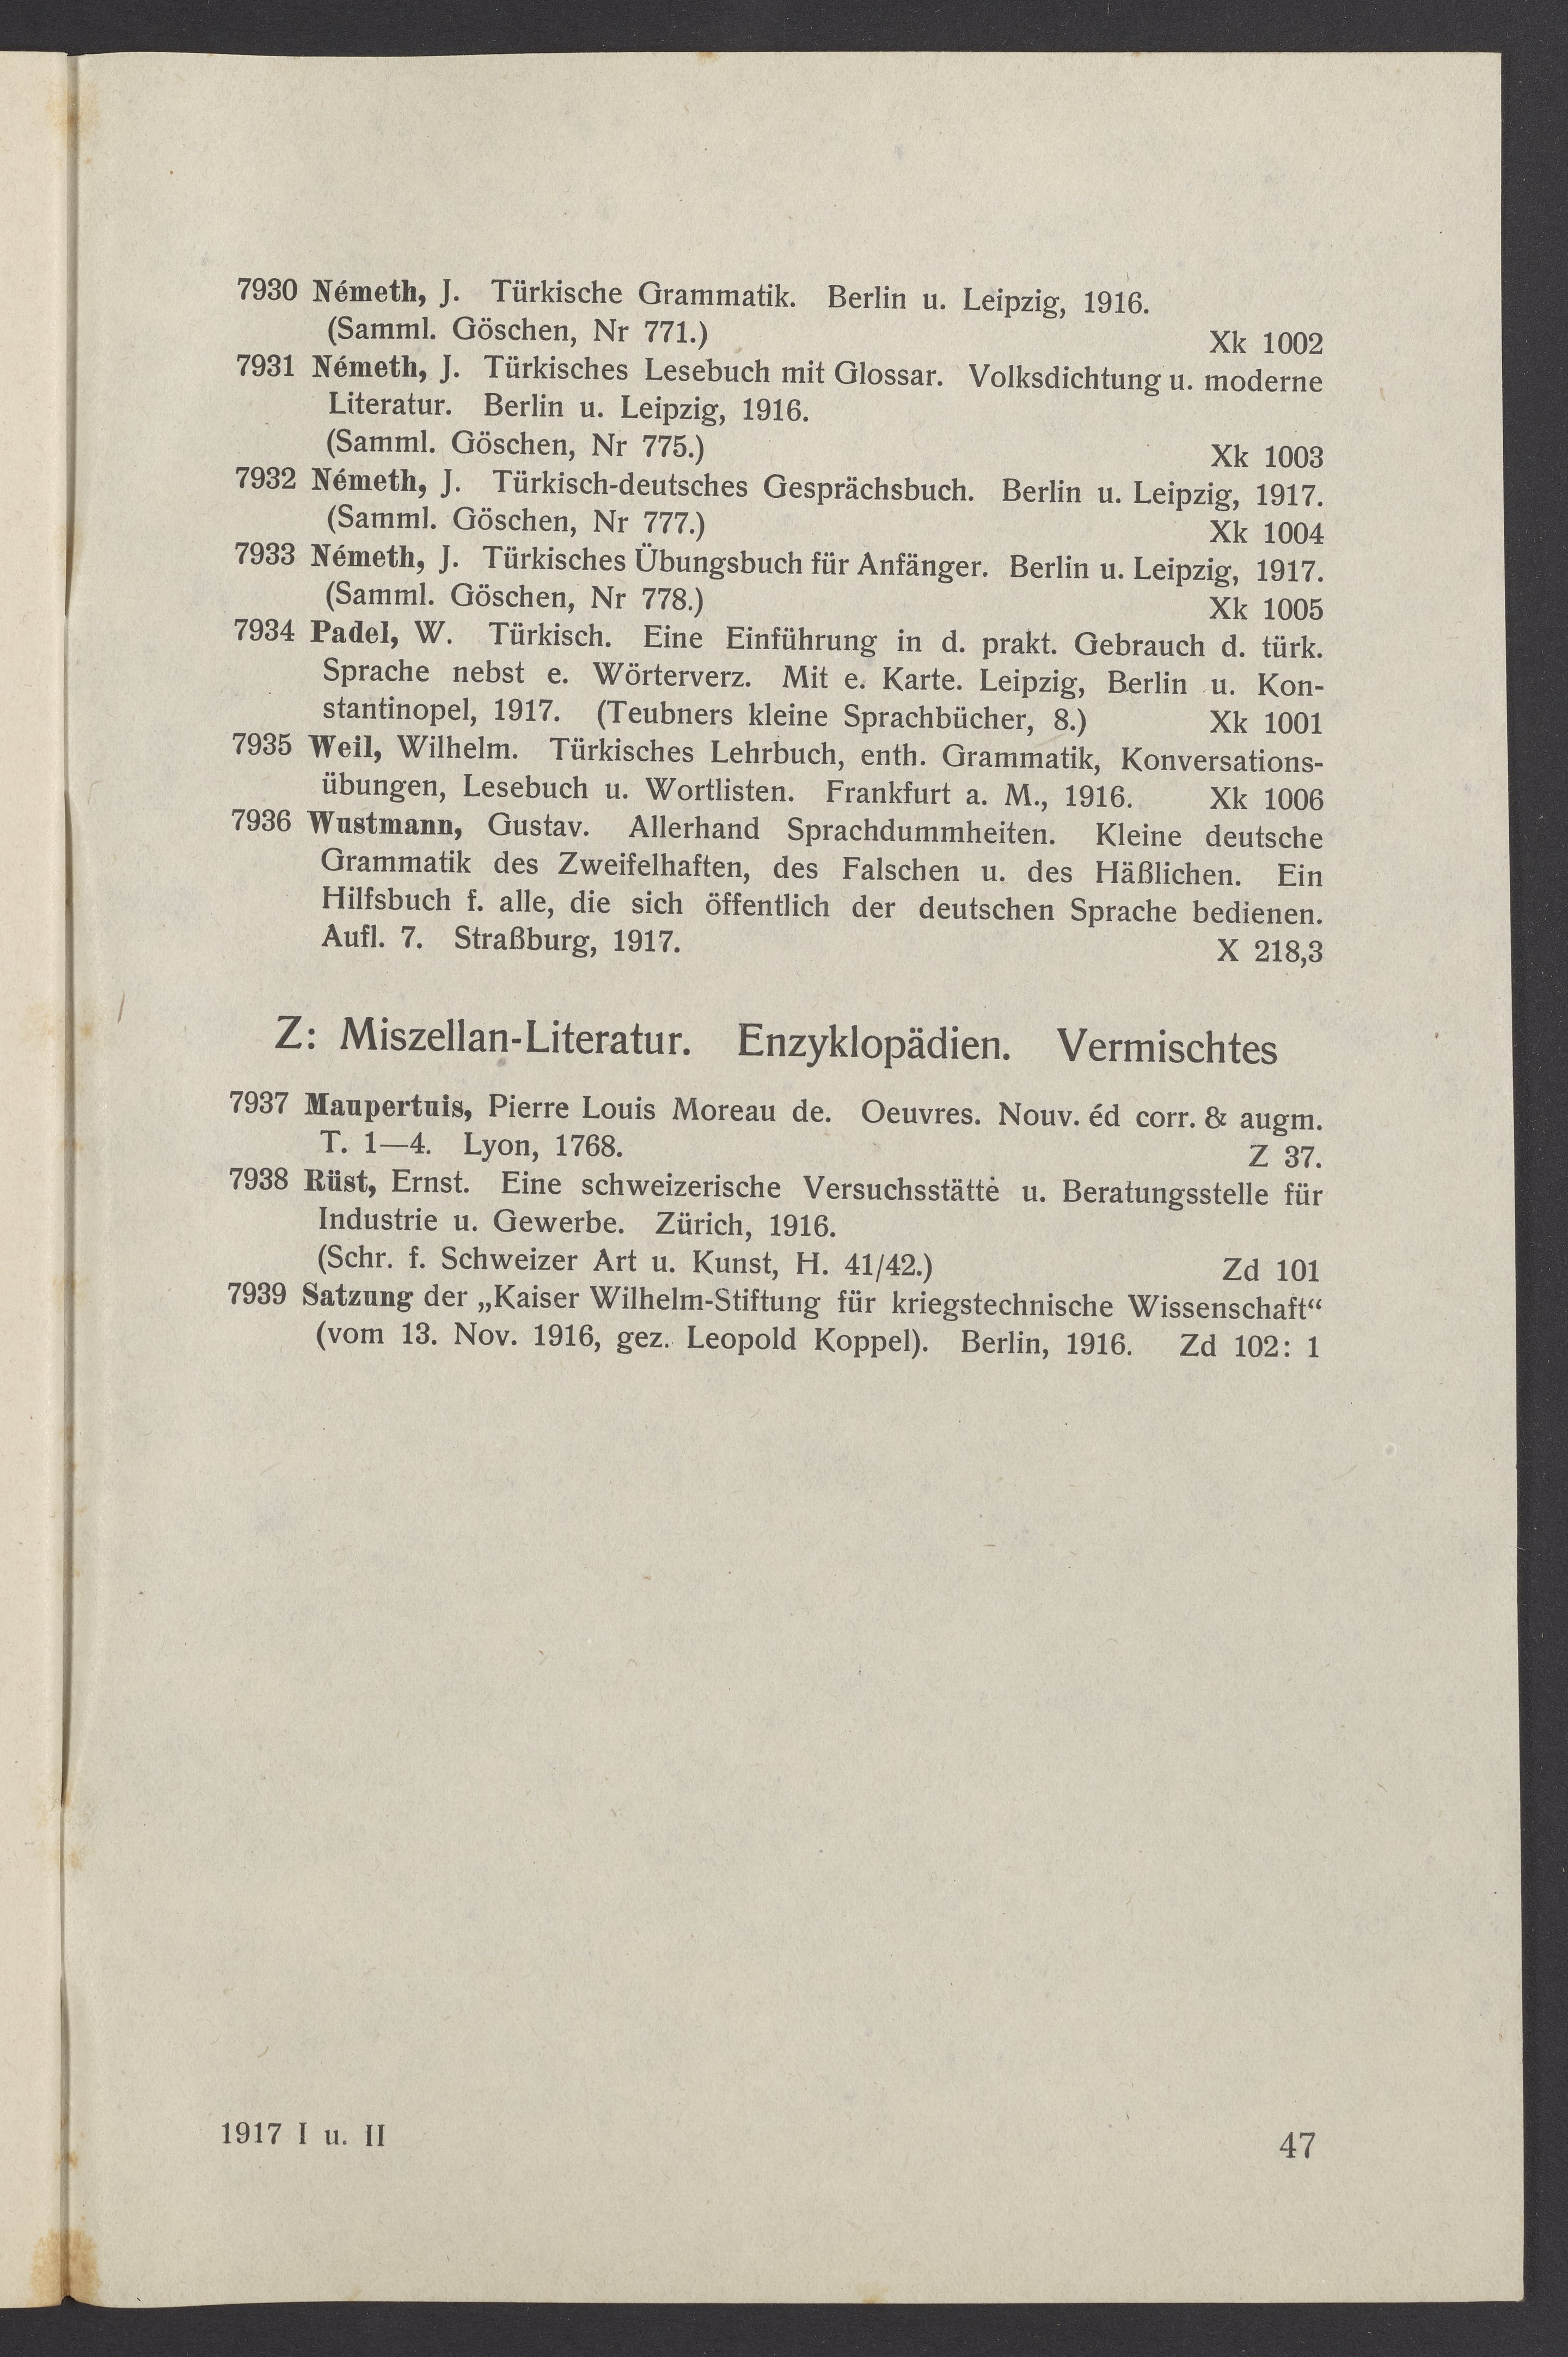 7930 Németh, J. Türkische Grammatik. Berlin u. Leipzig, 1916.
(Samml. Göschen, Nr 771.) Xk 1002
7931 Németh, J. Türkisches Lesebuch mit Glossar. Volksdichtung u. moderne
Literatur. Berlin u. Leipzig, 1916.
(Samml. Göschen, Nr 775.) Xk 1003
7932 Németh, J. Türkisch-deutsches Gesprächsbuch. Berlin u. Leipzig, 1917.
(Samml. Göschen, Nr 777.) Xk 1004
7933 Németh, J. Türkisches Übungsbuch für Anfänger. Berlin u. Leipzig, 1917.
(Samml. Göschen, Nr 778.) Xk 1005
7934 Padel, W. Türkisch. Eine Einführung in d. prakt. Gebrauch d. türk.
Sprache nebst e. Wörterverz. Mit e. Karte. Leipzig, Berlin u. Kon-
stantinopel, 1917. (Teubners kleine Sprachbücher, 8.) Xk 1001
7935 Weil, Wilhelm. Türkisches Lehrbuch, enth. Grammatik, Konversations-
übungen, Lesebuch u. Wortlisten. Frankfurt a. M., 1916. Xk 1006
7936 Wustmann, Gustav. Allerhand Sprachdummheiten. Kleine deutsche
Grammatik des Zweifelhaften, des Falschen u. des Häßlichen. Ein
Hilfsbuch f. alle, die sich öffentlich der deutschen Sprache bedienen.
Aufl. 7. Straßburg, 1917. X 218,3
Z: Miszellan-Literatur. Enzyklopädien. Vermischtes
7937 Maupertuis, Pierre Louis Moreau de. Oeuvres. Nouv. éd corr. & augm.
T. 1—4. Lyon, 1768. Z 37.
7938 Rüst, Ernst. Eine schweizerische Versuchsstätte u. Beratungsstelle für
Industrie u. Gewerbe. Zürich, 1916.
(Schr. f. Schweizer Art u. Kunst, H. 41/42.) Zd 101
7939 Satzung der „Kaiser Wilhelm-Stiftung für kriegstechnische Wissenschaft“
(vom 13. Nov. 1916, gez. Leopold Koppel). Berlin, 1916. Zd 102: 1
1917 I u. II 47